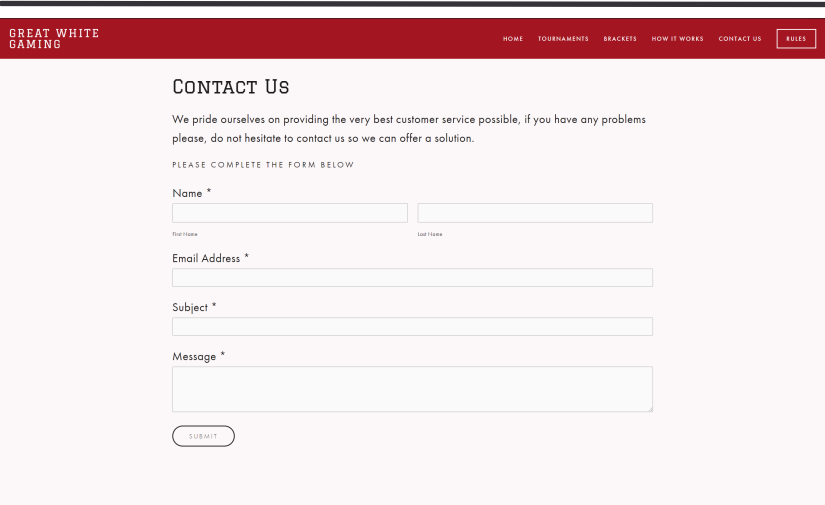 GREAT WHITE
GAMING
HOME TOURNAMENTS BRACKETS HOW IT WORKS CONTACT US RULES
Contact Us
We pride ourselves on providing the very best customer service possible, if you have any problems
please, do not hesitate to contact us so we can offer a solution.
PLEASE COMPLETE THE FORM BELOW
Name *
First Name Last Name
Email Address *
Subject *
Message *
SUBMIT